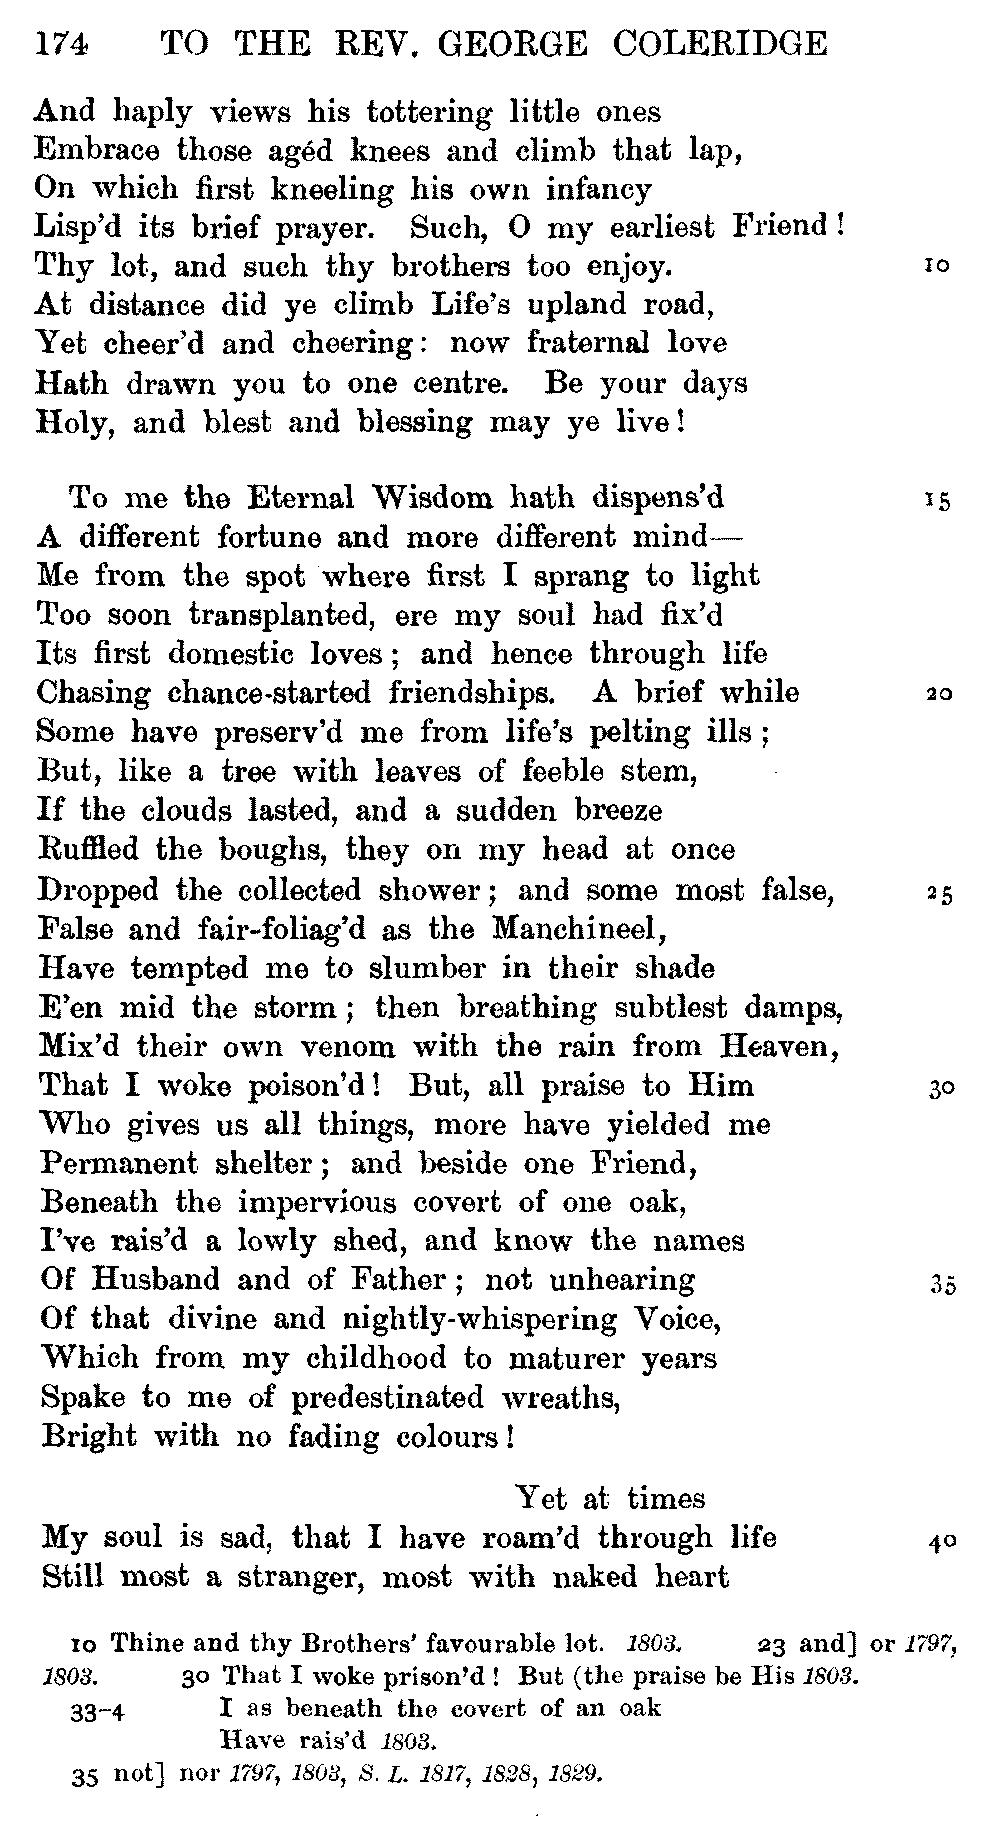 174 TO THE REV. GEORGE COLERIDGE
And haply views his tottering little ones
Embrace those agéd knees and climb that lap,
On which first kneeling his own infancy
Lisp'd its brief prayer. Such, O my earliest Friend!
Thy lot, and such thy brothers too enjoy. 10
At distance did ye climb Life's upland road,
Yet cheer'd and cheering: now fraternal love
Hath drawn you to one centre. Be your days
Holy, and blest and blessing may ye live!
To me the Eternal Wisdom hath dispens'd 15
A different fortune and more different mind—
Me from the spot where first I sprang to light
Too soon transplanted, ere my soul had fix'd
Its first domestic loves; and hence through life
Chasing chance-started friendships. A brief while 20
Some have preserv'd me from life's pelting ills;
But, like a tree with leaves of feeble stem,
If the clouds lasted, and a sudden breeze
Ruffled the boughs, they on my head at once
Dropped the collected shower; and some most false, 25
False and fair-foliag'd as the Manchineel,
Have tempted me to slumber in their shade
E'en mid the storm; then breathing subtlest damps,
Mix'd their own venom with the rain from Heaven,
That I woke poison'd! But, all praise to Him 30
Who gives us all things, more have yielded me
Permanent shelter; and beside one Friend,
Beneath the impervious covert of one oak,
I've rais'd a lowly shed, and know the names
Of Husband and of Father; not unhearing 35
Of that divine and nightly-whispering Voice,
Which from my childhood to maturer years
Spake to me of predestinated wreaths,
Bright with no fading colours!
Yet at times
My soul is sad, that I have roam'd through life 40
Still most a stranger, most with naked heart
10 Thine and thy Brothers' favourable lot. 1803. 23 and] or 1797,
1803. 30 That I woke prison'd! But (the praise be His 1803.
33-4 I as beneath the covert of an oak
Have rais'd 1803.
35 not] nor 1797, 1803, S. L. 1817, 1828, 1829.